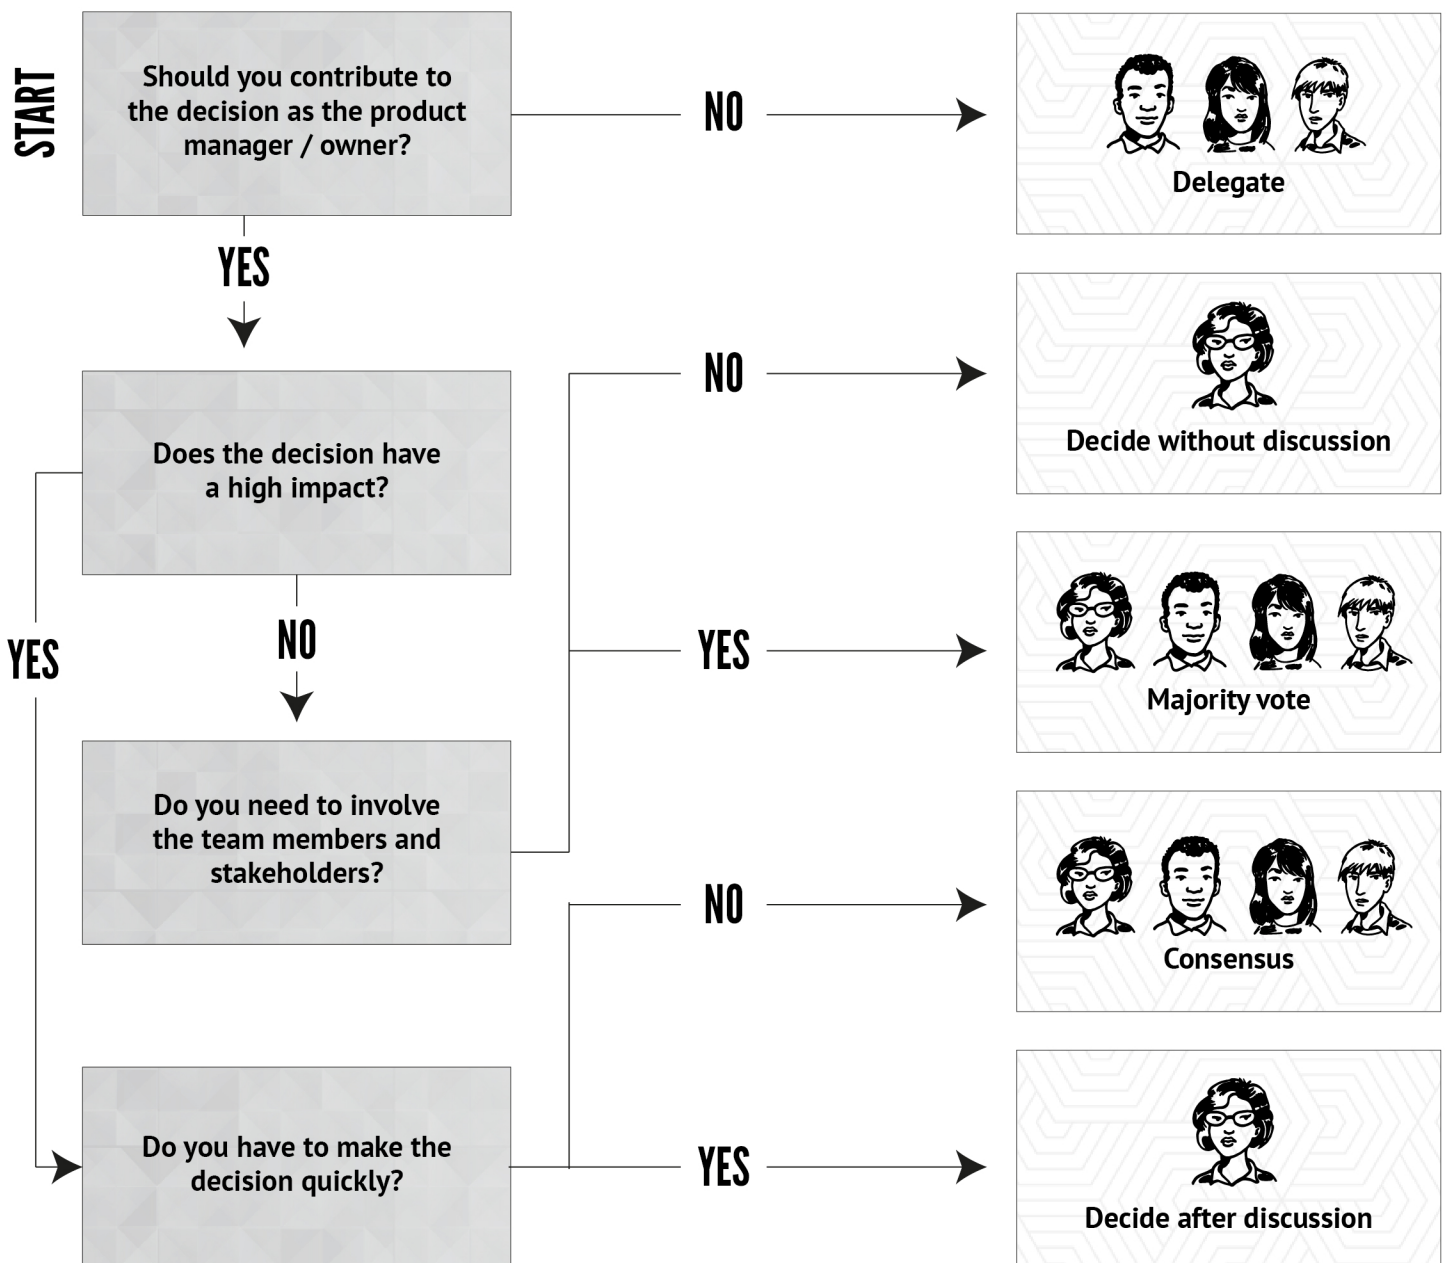 START
Should you contribute to
the decision as the product
manager / owner?
NO
Delegate
YES
Does the decision have
a high impact?
NO
Decide without discussion
YES
NO
YES
Majority vote
Do you need to involve
the team members and
stakeholders?
NO
Consensus
Do you have to make the
decision quickly?
YES
Decide after discussion